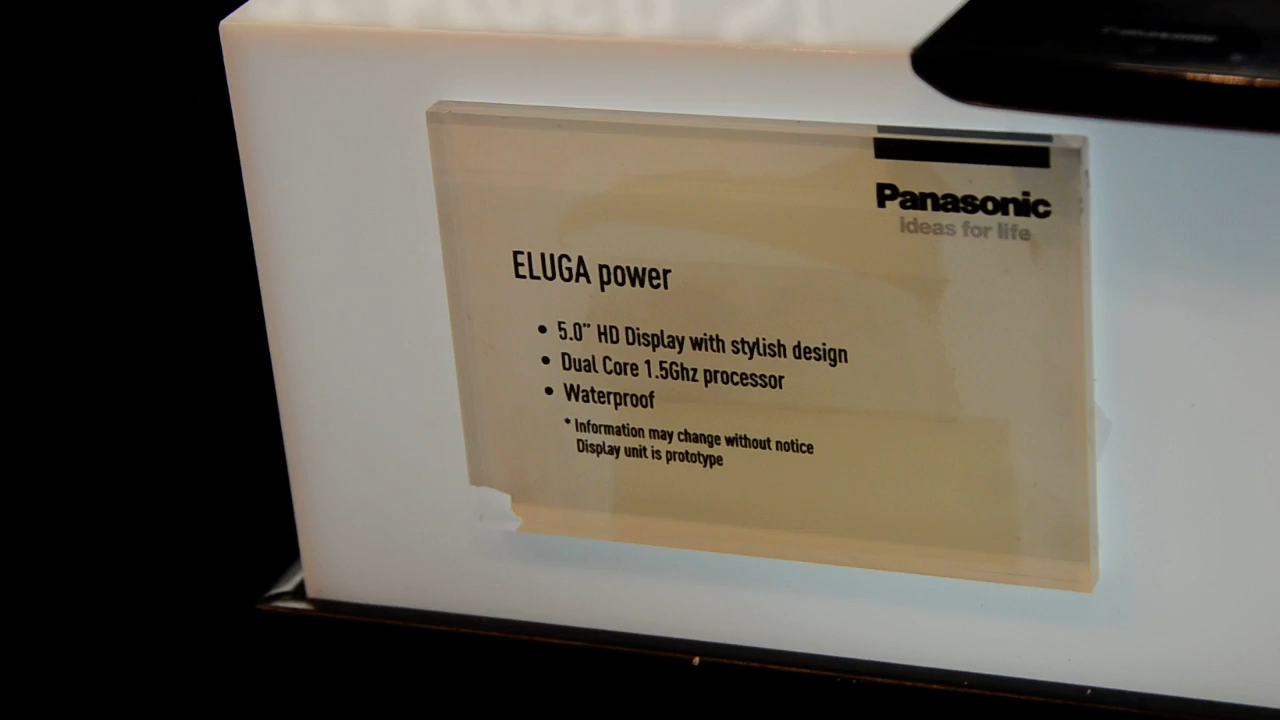 Panasonic
ideas for life
ELUGA power
• 5.0" HD Display with stylish design
• Dual Core 1.5Ghz processor
• Waterproof
* Information may change without notice
Display unit is prototype